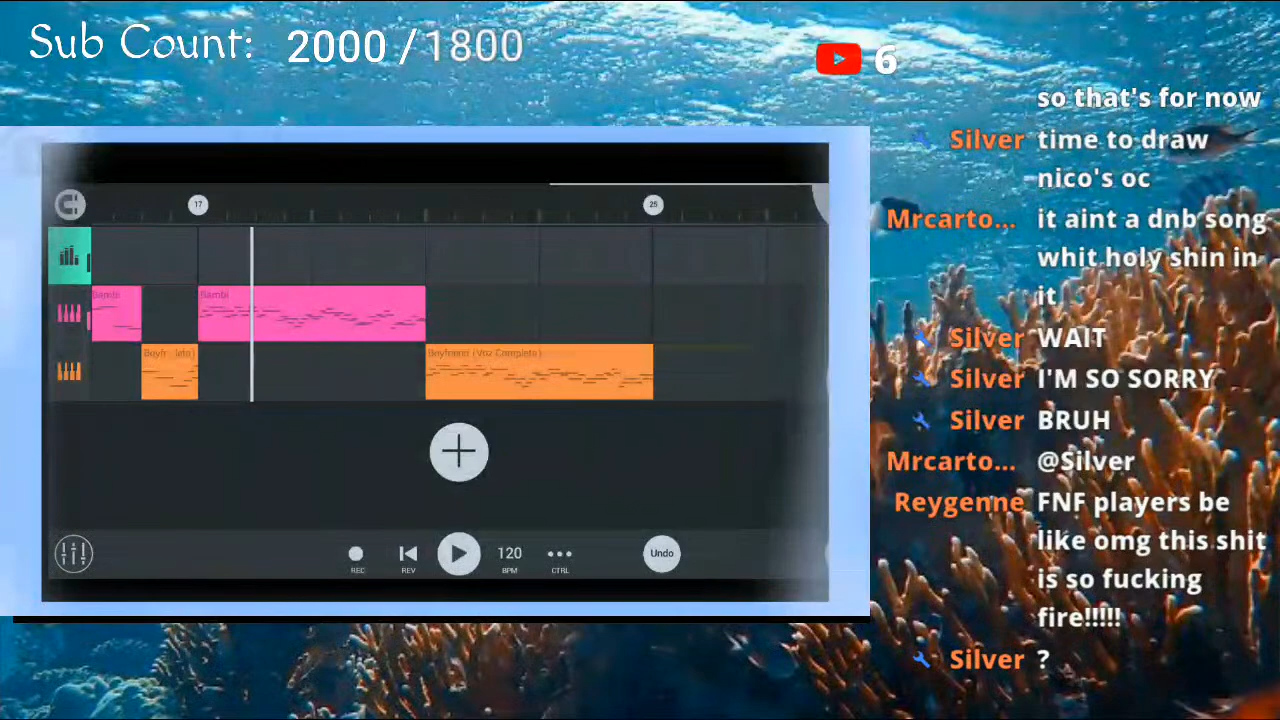 Sub Count: 2000 / 1800
6
so that's for now
Silver time to draw
nico's oc
Mrcarto... it aint a dnb song
whit holy shin in
it
Silver WAIT
Silver I'M SO SORRY
Silver BRUH
Mrcarto... @Silver
Reygenne FNF players be
like omg this shit
is so fucking
fire!!!!!
Silver ?
17
25
Bambi
Bambi
Boyfr...leto)
Boyfriend (Voz Completa)
120
Undo
REC
REV
BPM
CTRL